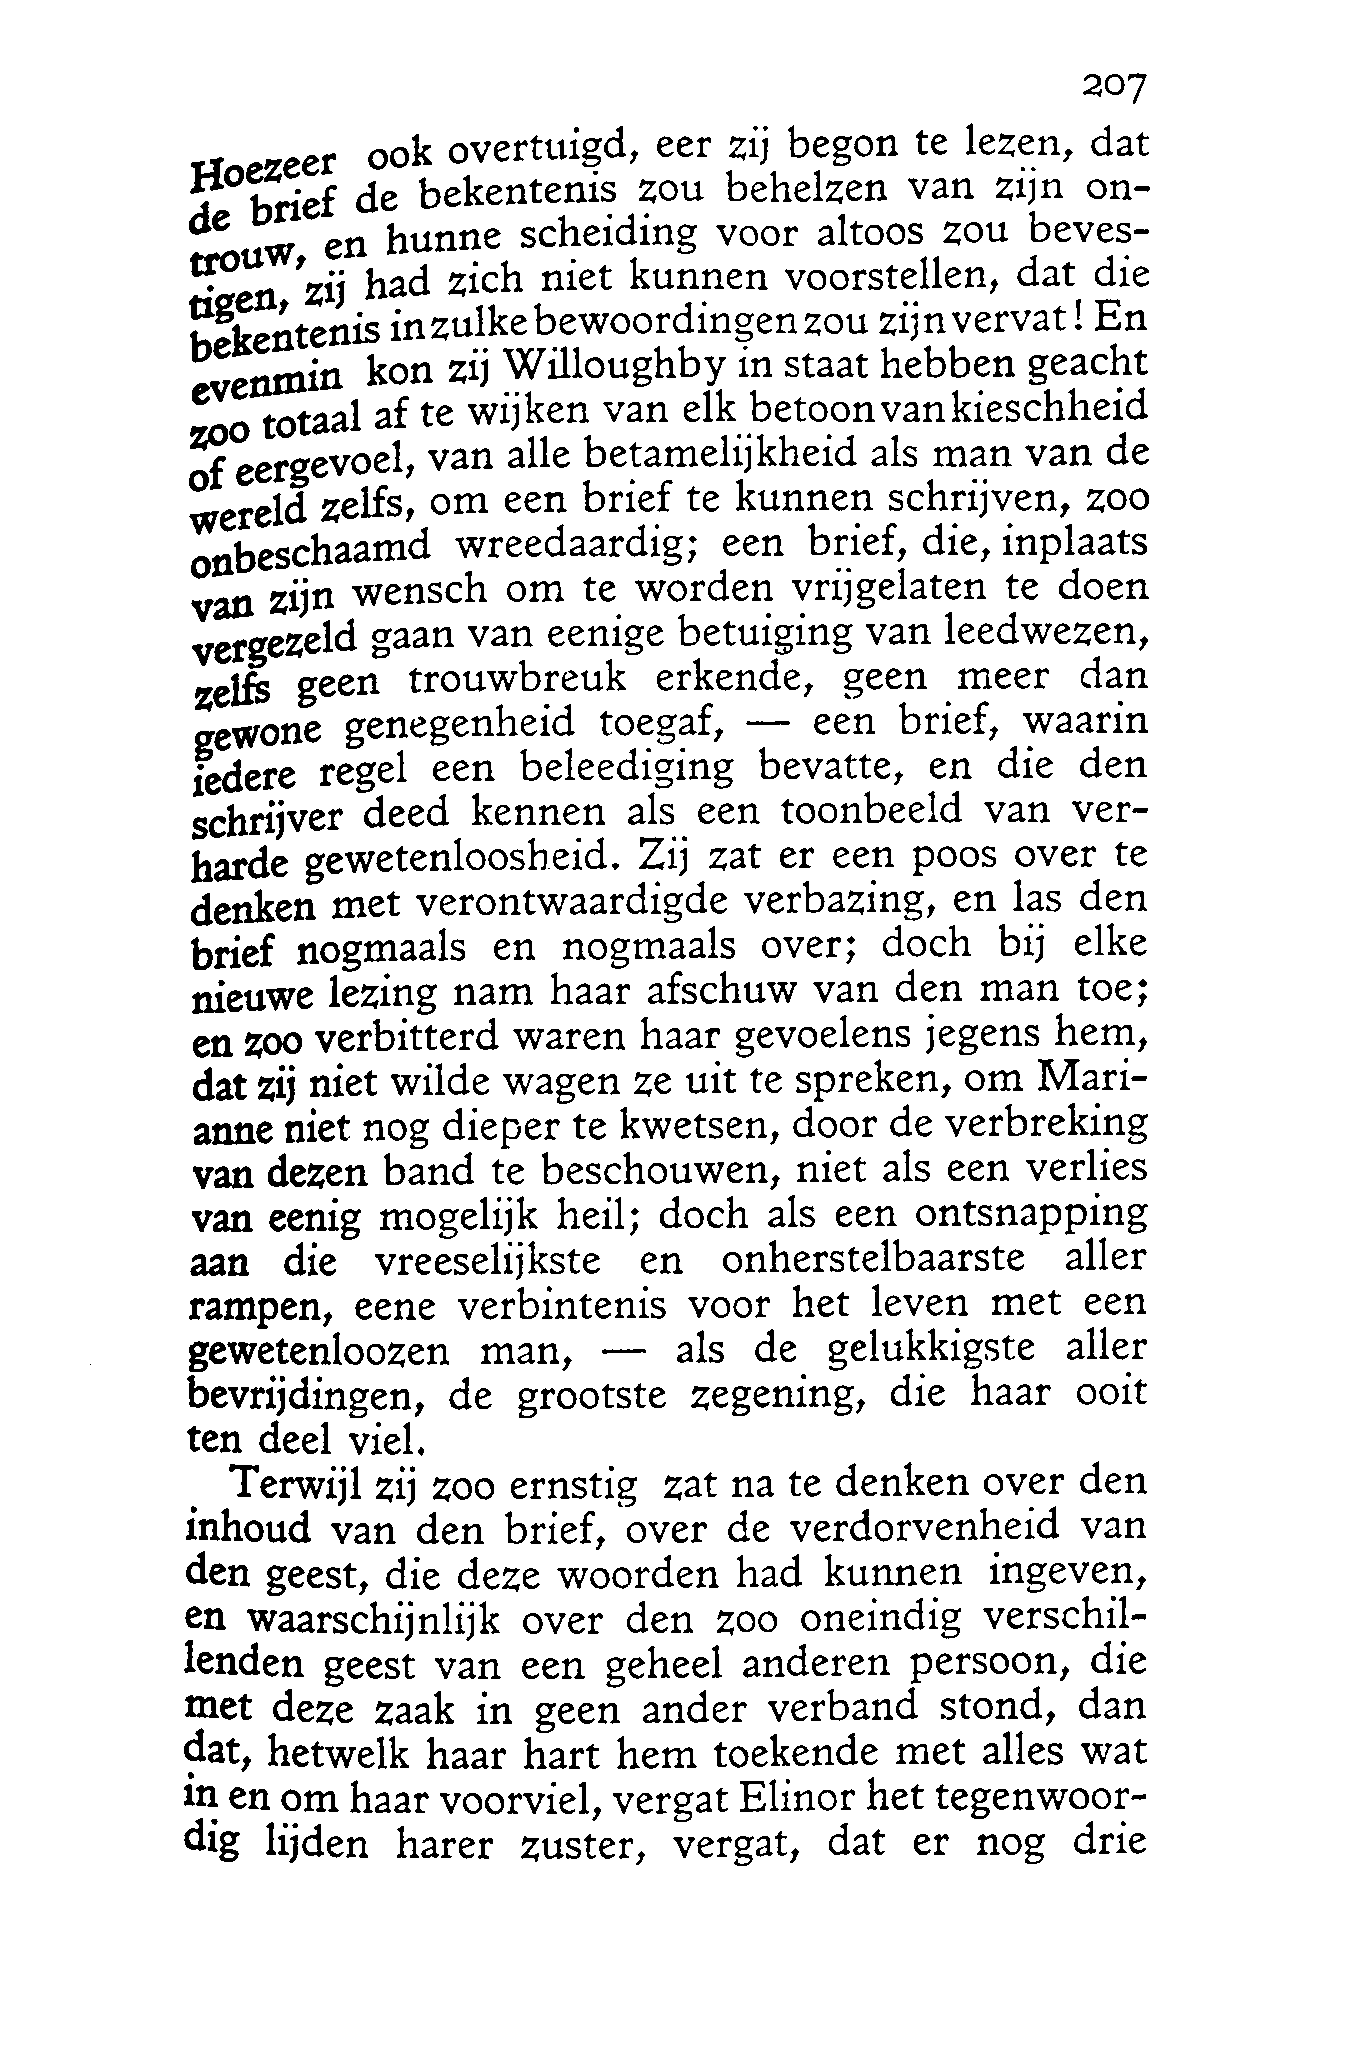 207
Hoezeer ook overtuigd, eer zij begon te lezen, dat
de brief de bekentenis zou behelzen van zijn on-
trouw, en hunne scheiding voor altoos zou beves-
tigen, zij had zich niet kunnen voorstellen, dat die
bekentenis in zulke bewoordingen zou zijn vervat! En
evenmin kon zij Willoughby in staat hebben geacht
zoo totaal af te wijken van elk betoon van kieschheid
of eergevoel, van alle betamelijkheid als man van de
wereld zelfs, om een brief te kunnen schrijven, zoo
onbeschaamd wreedaardig; een brief, die, inplaats
van zijn wensch om te worden vrijgelaten te doen
vergezeld gaan van eenige betuiging van leedwezen,
zelfs geen trouwbreuk erkende, geen meer dan
gewone genegenheid toegaf, — een brief, waarin
iedere regel een beleediging bevatte, en die den
schrijver deed kennen als een toonbeeld van ver-
harde gewetenloosheid. Zij zat er een poos over te
denken met verontwaardigde verbazing, en las den
brief nogmaals en nogmaals over; doch bij elke
nieuwe lezing nam haar afschuw van den man toe;
en zoo verbitterd waren haar gevoelens jegens hem,
dat zij niet wilde wagen ze uit te spreken, om Mari-
anne niet nog dieper te kwetsen, door de verbreking
van dezen band te beschouwen, niet als een verlies
van eenig mogelijk heil; doch als een ontsnapping
aan die vreeselijkste en onherstelbaarste aller
rampen, eene verbintenis voor het leven met een
gewetenloozen man, — als de gelukkigste aller
bevrijdingen, de grootste zegening, die haar ooit
ten deel viel.
Terwijl zij zoo ernstig zat na te denken over den
inhoud van den brief, over de verdorvenheid van
den geest, die deze woorden had kunnen ingeven,
en waarschijnlijk over den zoo oneindig verschil-
lenden geest van een geheel anderen persoon, die
met deze zaak in geen ander verband stond, dan
dat, hetwelk haar hart hem toekende met alles wat
in en om haar voorviel, vergat Elinor het tegenwoor-
dig lijden harer zuster, vergat, dat er nog drie